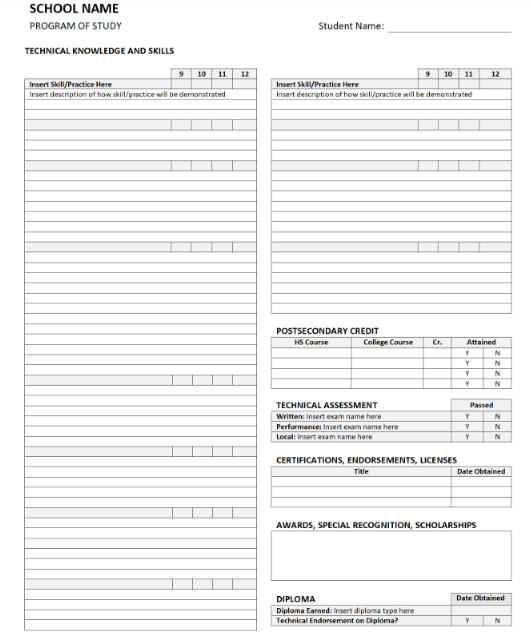 SCHOOL NAME
PROGRAM OF STUDY
Student Name:
TECHNICAL KNOWLEDGE AND SKILLS
9 10 11 12
Insert Skill/Practice Here
Insert description of how skill/practice will be demonstrated
9 10 11 12
Insert Skill/Practice Here
Insert description of how skill/practice will be demonstrated
POSTSECONDARY CREDIT
HS Course College Course Cr. Attained
Y N
Y N
Y N
Y N
TECHNICAL ASSESSMENT Passed
Written: Insert exam name here Y N
Performance: Insert exam name here Y N
Local: Insert exam name here Y N
CERTIFICATIONS, ENDORSEMENTS, LICENSES
Title Date Obtained
AWARDS, SPECIAL RECOGNITION, SCHOLARSHIPS
DIPLOMA Date Obtained
Diploma Earned: Insert diploma type here
Technical Endorsement on Diploma? Y N